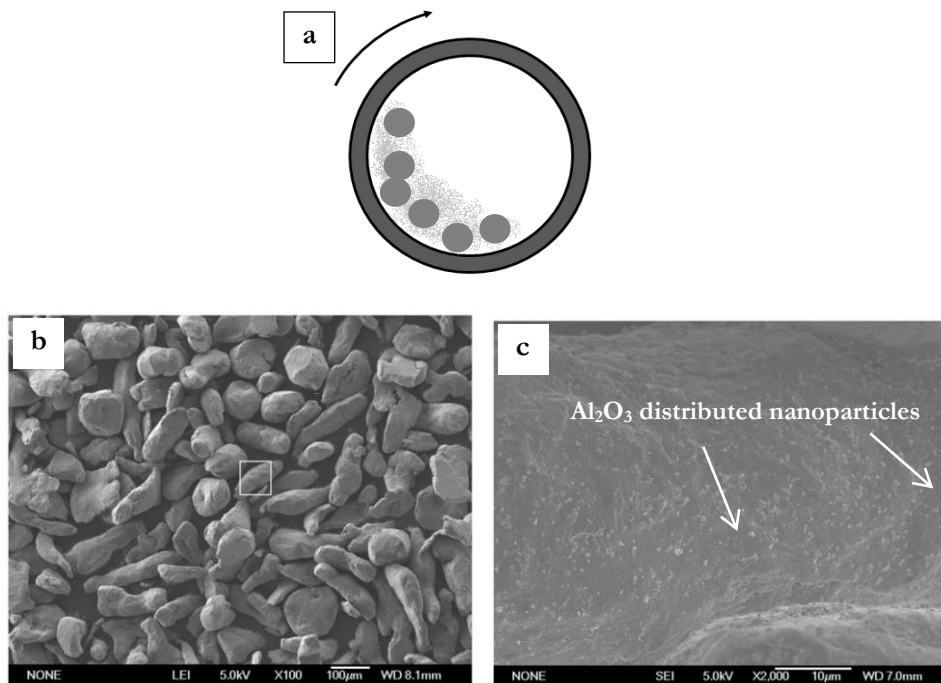 a
b
c
Al₂O₃ distributed nanoparticles
NONE LEI 5.0kV X100 100μm WD 8.1mm
NONE SEI 5.0kV X2,000 10μm WD 7.0mm